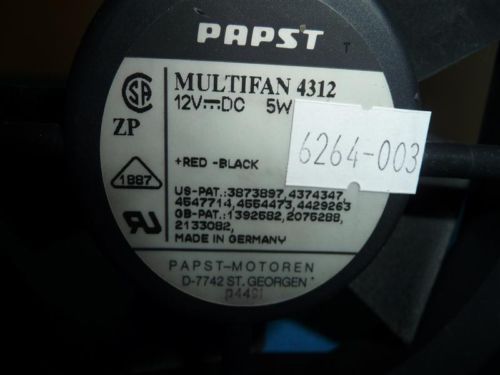 PAPST
T
MULTIFAN 4312
12V⎓DC 5W
ZP
6264-003
+RED -BLACK
1887
US-PAT.:3873897,4374347,
4547714,4554473,4429263
GB-PAT.:1392582,2075288,
2133082,
MADE IN GERMANY
PAPST-MOTOREN
D-7742 ST. GEORGEN